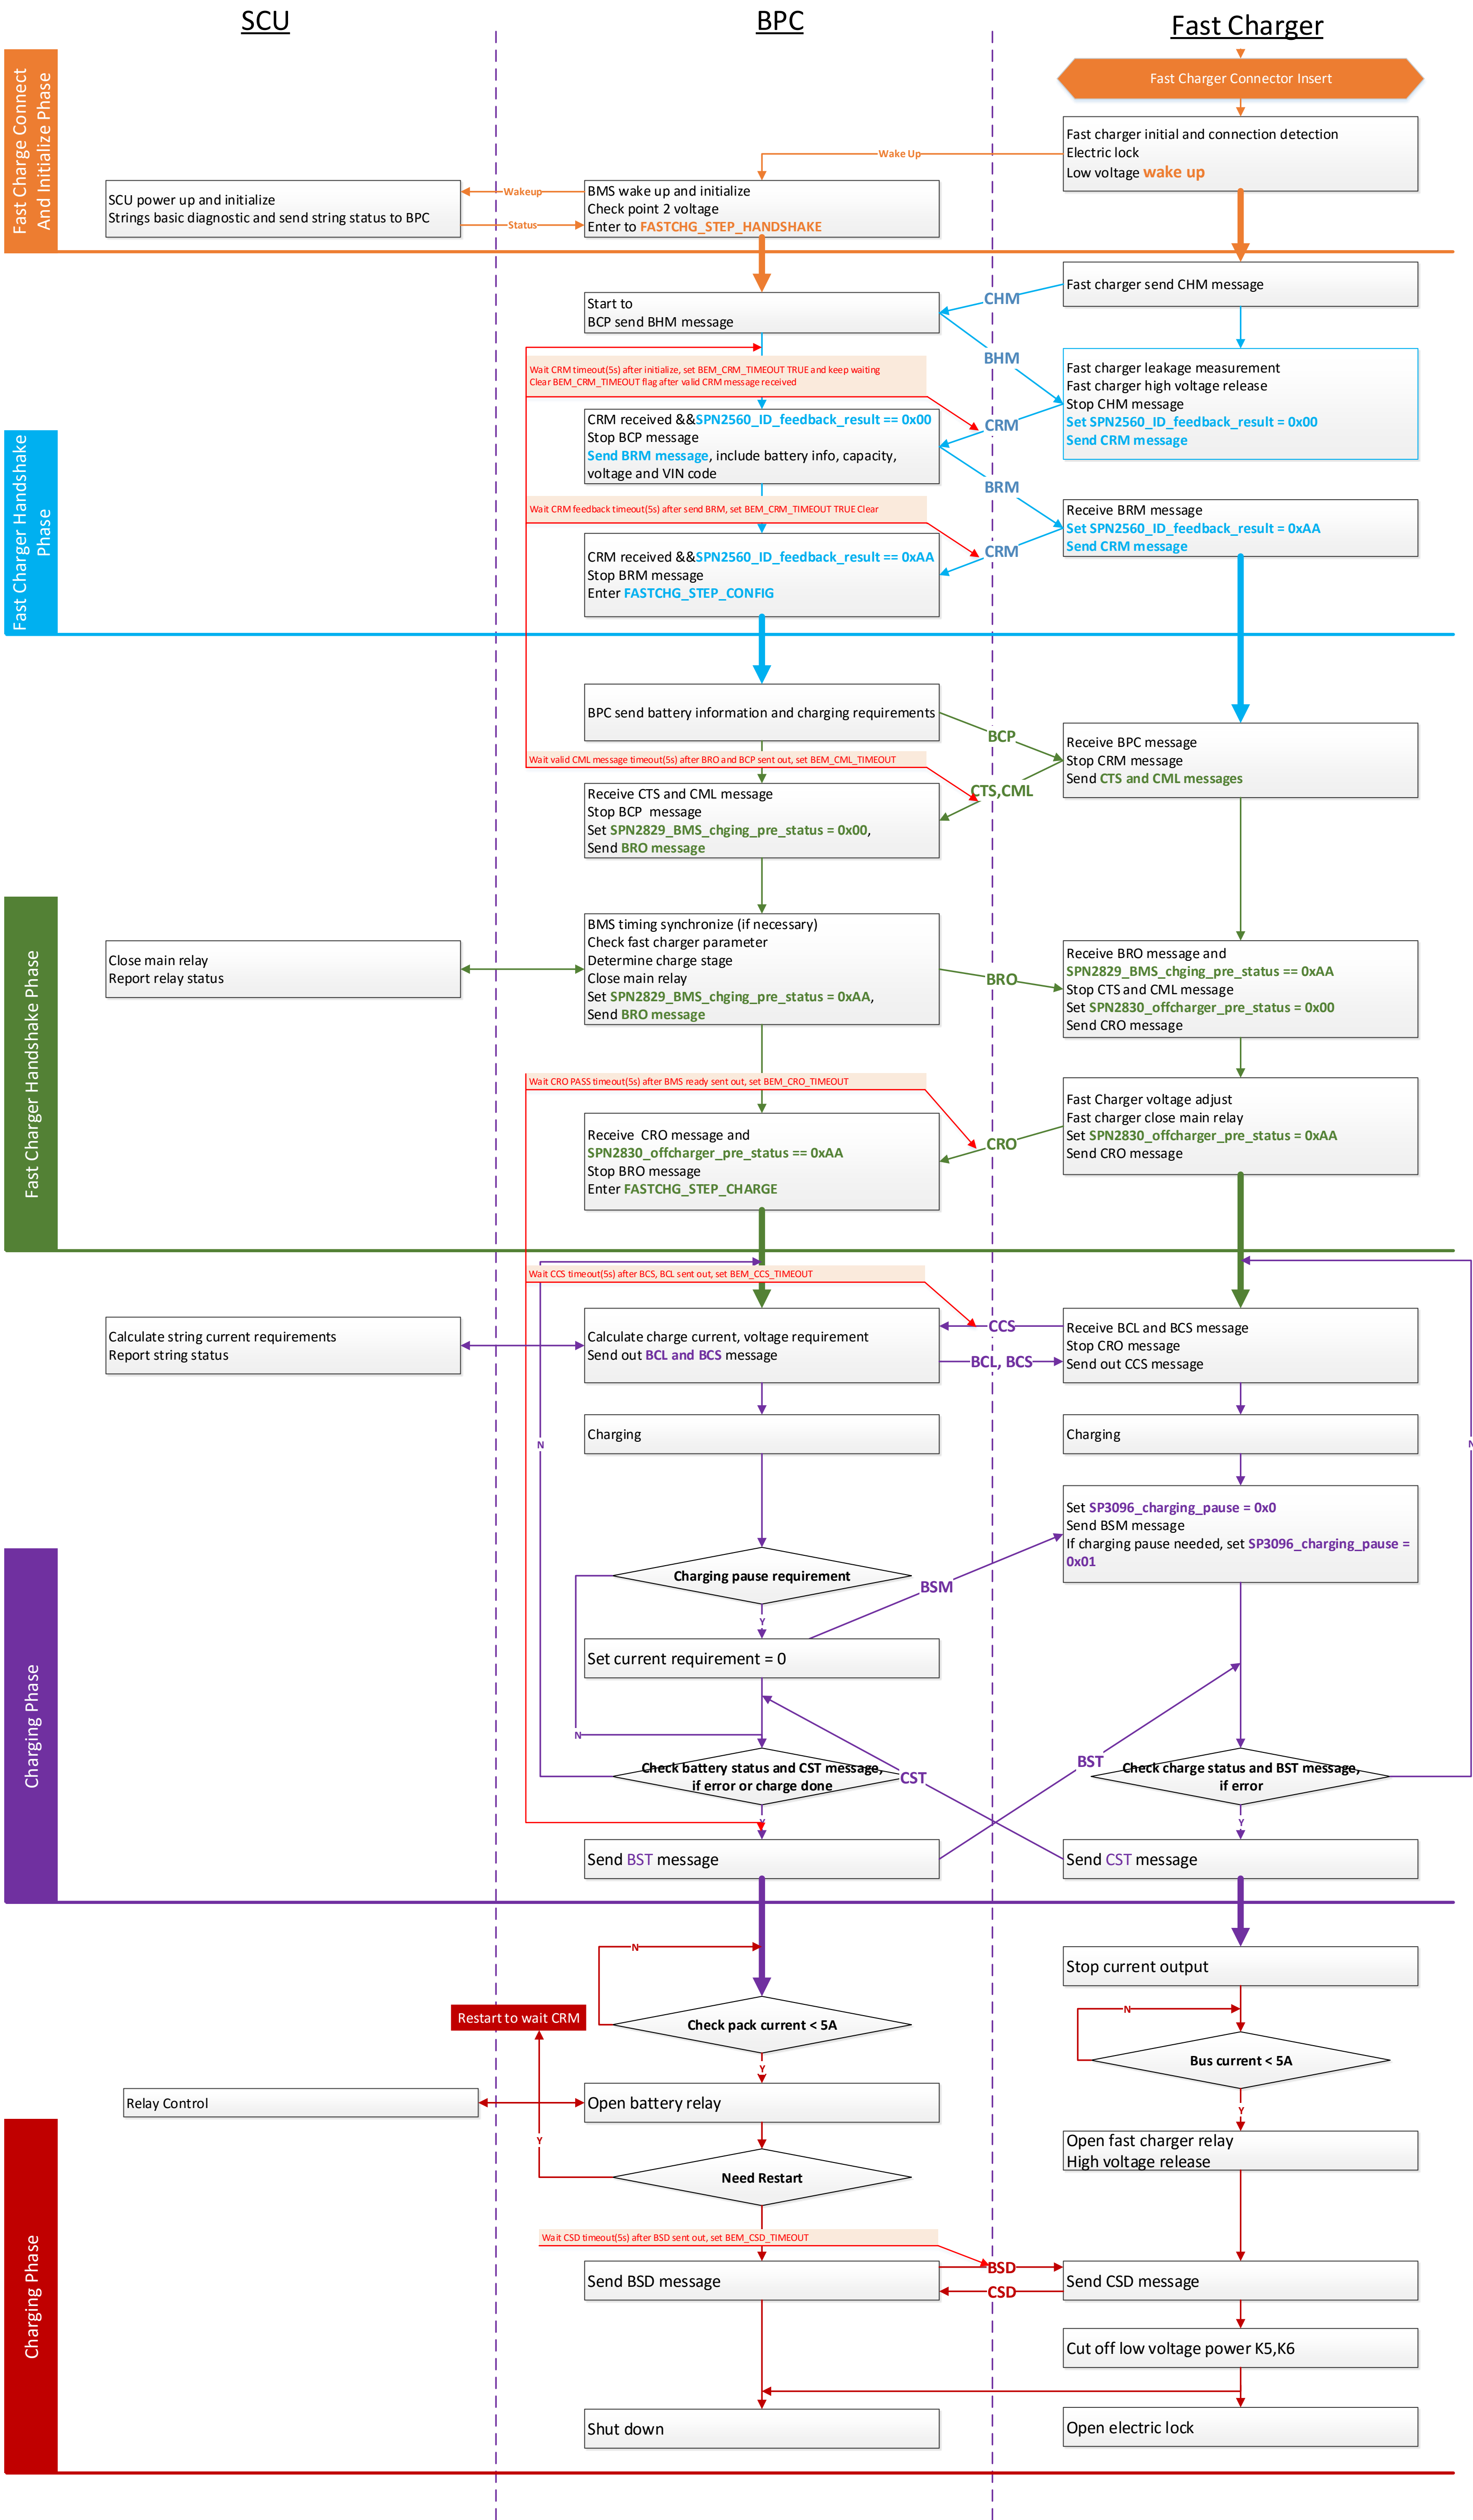 SCU
BPC
Fast Charger
Fast Charge Connect
And Initialize Phase
Fast Charger Connector Insert
Fast charger initial and connection detection
Electric lock
Low voltage wake up
Wake Up
SCU power up and initialize
Strings basic diagnostic and send string status to BPC
Wakeup
Status
BMS wake up and initialize
Check point 2 voltage
Enter to FASTCHG_STEP_HANDSHAKE
Fast Charger Handshake
Phase
Fast charger send CHM message
CHM
Start to
BCP send BHM message
BHM
Wait CRM timeout(5s) after initialize, set BEM_CRM_TIMEOUT TRUE and keep waiting
Clear BEM_CRM_TIMEOUT flag after valid CRM message received
Fast charger leakage measurement
Fast charger high voltage release
Stop CHM message
Set SPN2560_ID_feedback_result = 0x00
Send CRM message
CRM
CRM received &&SPN2560_ID_feedback_result == 0x00
Stop BCP message
Send BRM message, include battery info, capacity,
voltage and VIN code
BRM
Wait CRM feedback timeout(5s) after send BRM, set BEM_CRM_TIMEOUT TRUE Clear
Receive BRM message
Set SPN2560_ID_feedback_result = 0xAA
Send CRM message
CRM
CRM received &&SPN2560_ID_feedback_result == 0xAA
Stop BRM message
Enter FASTCHG_STEP_CONFIG
Fast Charger Handshake Phase
BPC send battery information and charging requirements
BCP
Receive BPC message
Stop CRM message
Send CTS and CML messages
Wait valid CML message timeout(5s) after BRO and BCP sent out, set BEM_CML_TIMEOUT
CTS,CML
Receive CTS and CML message
Stop BCP  message
Set SPN2829_BMS_chging_pre_status = 0x00,
Send BRO message
Close main relay
Report relay status
BMS timing synchronize (if necessary)
Check fast charger parameter
Determine charge stage
Close main relay
Set SPN2829_BMS_chging_pre_status = 0xAA,
Send BRO message
BRO
Receive BRO message and
SPN2829_BMS_chging_pre_status == 0xAA
Stop CTS and CML message
Set SPN2830_offcharger_pre_status = 0x00
Send CRO message
Wait CRO PASS timeout(5s) after BMS ready sent out, set BEM_CRO_TIMEOUT
Fast Charger voltage adjust
Fast charger close main relay
Set SPN2830_offcharger_pre_status = 0xAA
Send CRO message
CRO
Receive  CRO message and
SPN2830_offcharger_pre_status == 0xAA
Stop BRO message
Enter FASTCHG_STEP_CHARGE
Charging Phase
Wait CCS timeout(5s) after BCS, BCL sent out, set BEM_CCS_TIMEOUT
Calculate string current requirements
Report string status
Calculate charge current, voltage requirement
Send out BCL and BCS message
CCS
BCL, BCS
Receive BCL and BCS message
Stop CRO message
Send out CCS message
Charging
Charging
N
N
Set SP3096_charging_pause = 0x0
Send BSM message
If charging pause needed, set SP3096_charging_pause =
0x01
Charging pause requirement
BSM
Y
Set current requirement = 0
N
Check battery status and CST message,
if error or charge done
CST
BST
Check charge status and BST message,
if error
Y
Y
Send BST message
Send CST message
Charging Phase
N
Stop current output
Restart to wait CRM
Check pack current < 5A
N
Bus current < 5A
Y
Y
Relay Control
Open battery relay
Open fast charger relay
High voltage release
Y
Need Restart
Wait CSD timeout(5s) after BSD sent out, set BEM_CSD_TIMEOUT
Send BSD message
BSD
CSD
Send CSD message
Cut off low voltage power K5,K6
Shut down
Open electric lock